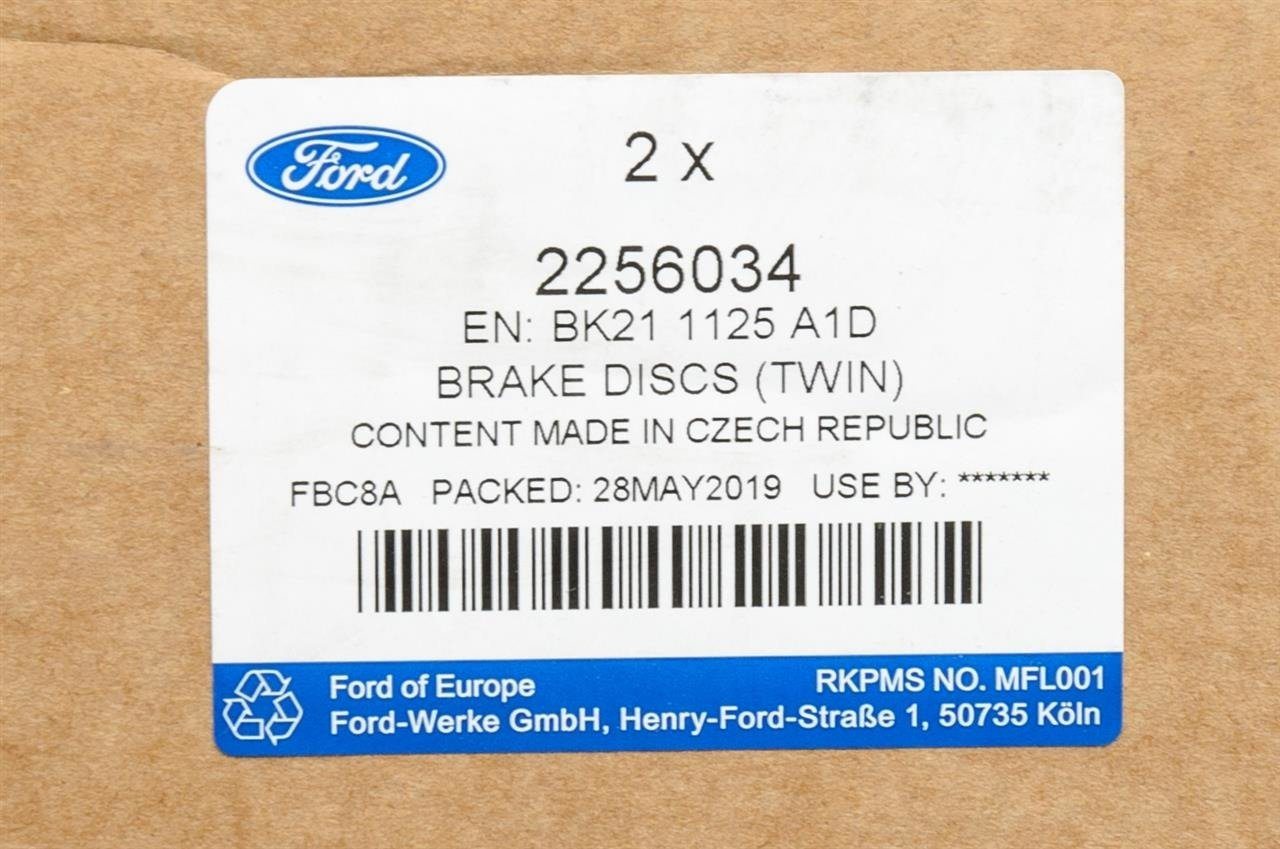 Ford
2 x
2256034
EN: BK21 1125 A1D
BRAKE DISCS (TWIN)
CONTENT MADE IN CZECH REPUBLIC
FBC8A PACKED: 28MAY2019 USE BY: *******
Ford of Europe RKPMS NO. MFL001
Ford-Werke GmbH, Henry-Ford-Straße 1, 50735 Köln